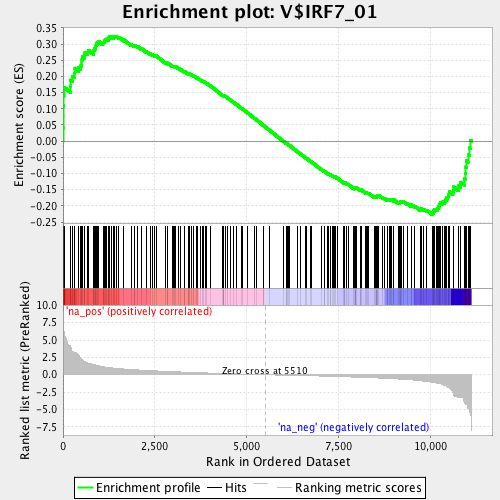 Enrichment plot: V$IRF7_01
Enrichment score (ES)
0.35
0.30
0.25
0.20
0.15
0.10
0.05
0.00
-0.05
-0.10
-0.15
-0.20
-0.25
'na_pos' (positively correlated)
Ranked list metric (PreRanked)
10.0
7.5
5.0
2.5
0.0
-2.5
-5.0
-7.5
Zero cross at 5510
'na_neg' (negatively correlated)
0
2,500
5,000
7,500
10,000
Rank in Ordered Dataset
Enrichment profile
Hits
Ranking metric scores